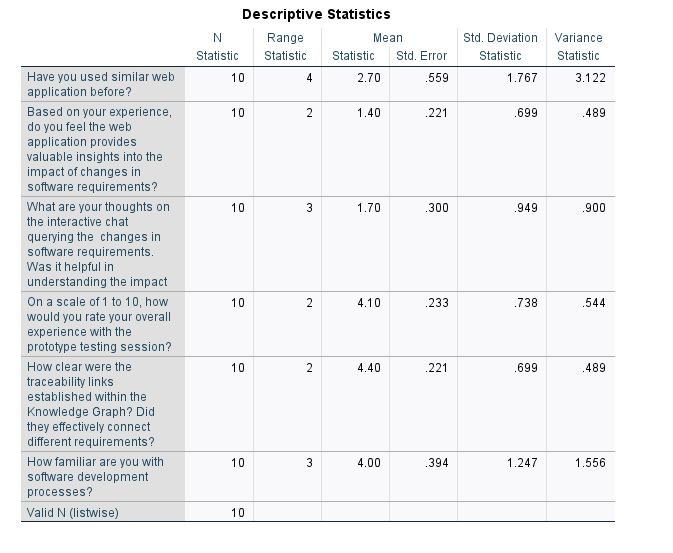 Descriptive Statistics
N Range Mean Std. Deviation Variance
Statistic Statistic Statistic Std. Error Statistic Statistic
Have you used similar web 10 4 2.70 .559 1.767 3.122
application before?
Based on your experience, 10 2 1.40 .221 .699 .489
do you feel the web
application provides
valuable insights into the
impact of changes in
software requirements?
What are your thoughts on 10 3 1.70 .300 .949 .900
the interactive chat
querying the changes in
software requirements.
Was it helpful in
understanding the impact
On a scale of 1 to 10, how 10 2 4.10 .233 .738 .544
would you rate your overall
experience with the
prototype testing session?
How clear were the 10 2 4.40 .221 .699 .489
traceability links
established within the
Knowledge Graph? Did
they effectively connect
different requirements?
How familiar are you with 10 3 4.00 .394 1.247 1.556
software development
processes?
Valid N (listwise) 10